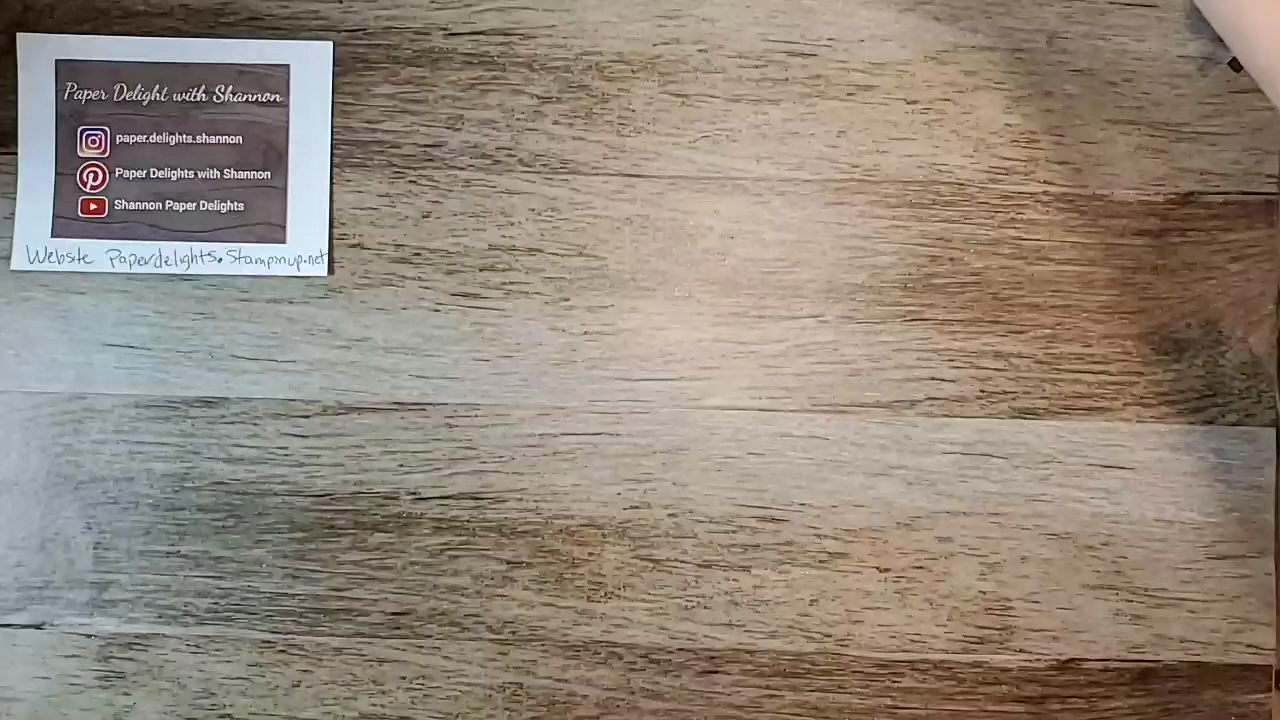 Paper Delight with Shannon
paper.delights.shannon
Paper Delights with Shannon
Shannon Paper Delights
Website Paperdelights.Stampinup.net